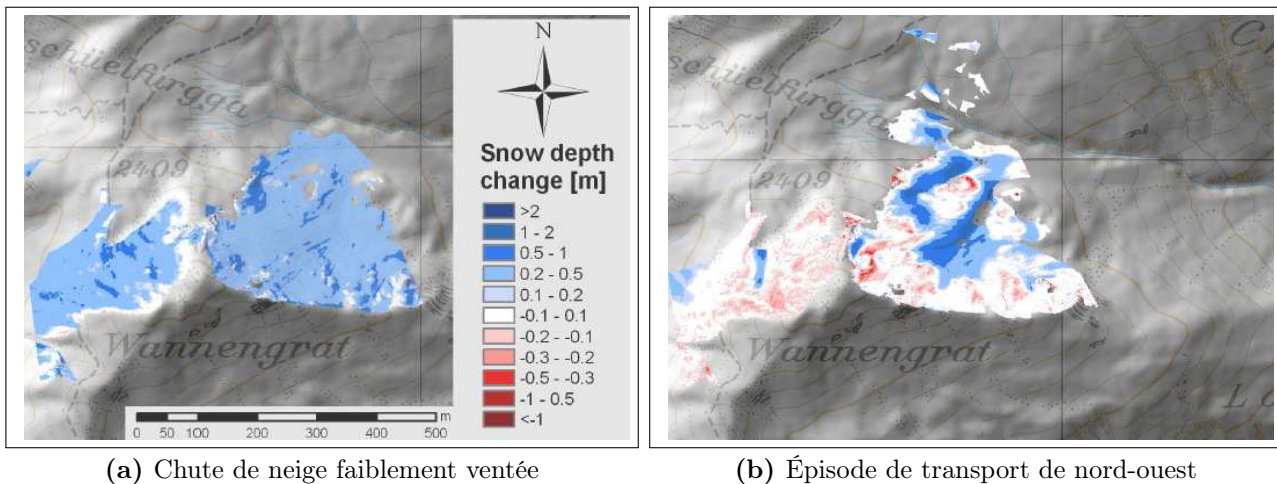 schüelfurgga
2409
Wannengrat
N
Snow depth
change [m]
>2
1 - 2
0.5 - 1
0.2 - 0.5
0.1 - 0.2
-0.1 - 0.1
-0.2 - -0.1
-0.3 - -0.2
-0.5 - -0.3
-1 - 0.5
<-1
m
0 50 100 200 300 400 500
schüelfurgga
2409
Wannengrat
(a) Chute de neige faiblement ventée
(b) Épisode de transport de nord-ouest